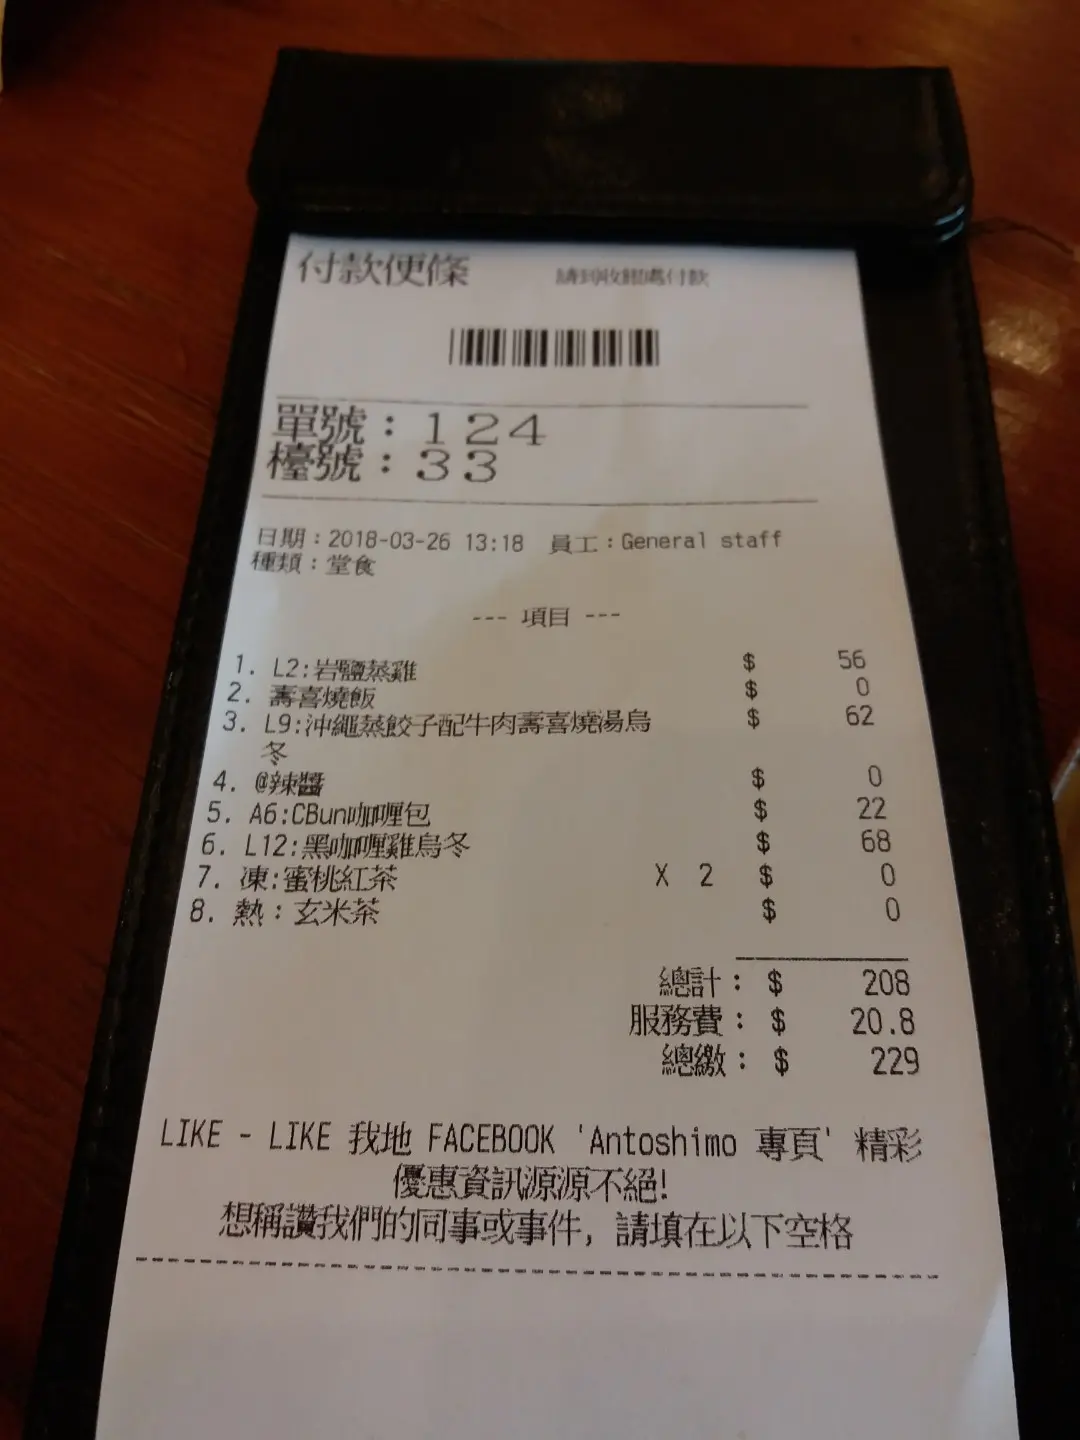 付款便條 請到收銀處付款
單號：124
檯號：33
日期：2018-03-26 13:18 員工：General staff
種類：堂食
--- 項目 ---
1. L2:岩鹽蒸雞 $ 56
2. 壽喜燒飯 $ 0
3. L9:沖繩蒸餃子配牛肉壽喜燒湯烏 $ 62
冬
4. @辣醬 $ 0
5. A6:CBun咖喱包 $ 22
6. L12:黑咖喱雞烏冬 $ 68
7. 凍:蜜桃紅茶 X 2 $ 0
8. 熱：玄米茶 $ 0
總計： $ 208
服務費： $ 20.8
總繳： $ 229
LIKE - LIKE 我地 FACEBOOK 'Antoshimo 專頁' 精彩
優惠資訊源源不絕!
想稱讚我們的同事或事件, 請填在以下空格